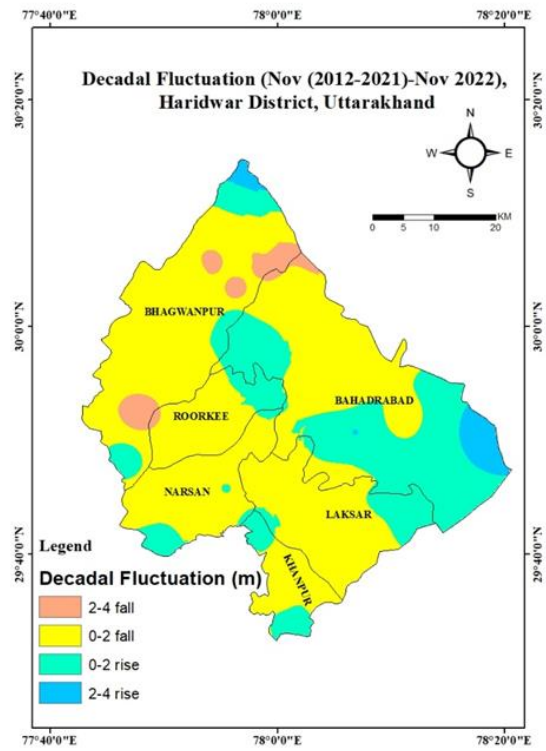 77°40'0"E 78°0'0"E 78°20'0"E
Decadal Fluctuation (Nov (2012-2021)-Nov 2022),
Haridwar District, Uttarakhand
30°20'0"N
30°20'0"N
N
W E
S
KM
0 5 10 20
BHAGWANPUR
30°0'0"N
30°0'0"N
BAHADRABAD
ROORKEE
NARSAN
LAKSAR
KHANPUR
29°40'0"N
29°40'0"N
Legend
Decadal Fluctuation (m)
2-4 fall
0-2 fall
0-2 rise
2-4 rise
77°40'0"E 78°0'0"E 78°20'0"E